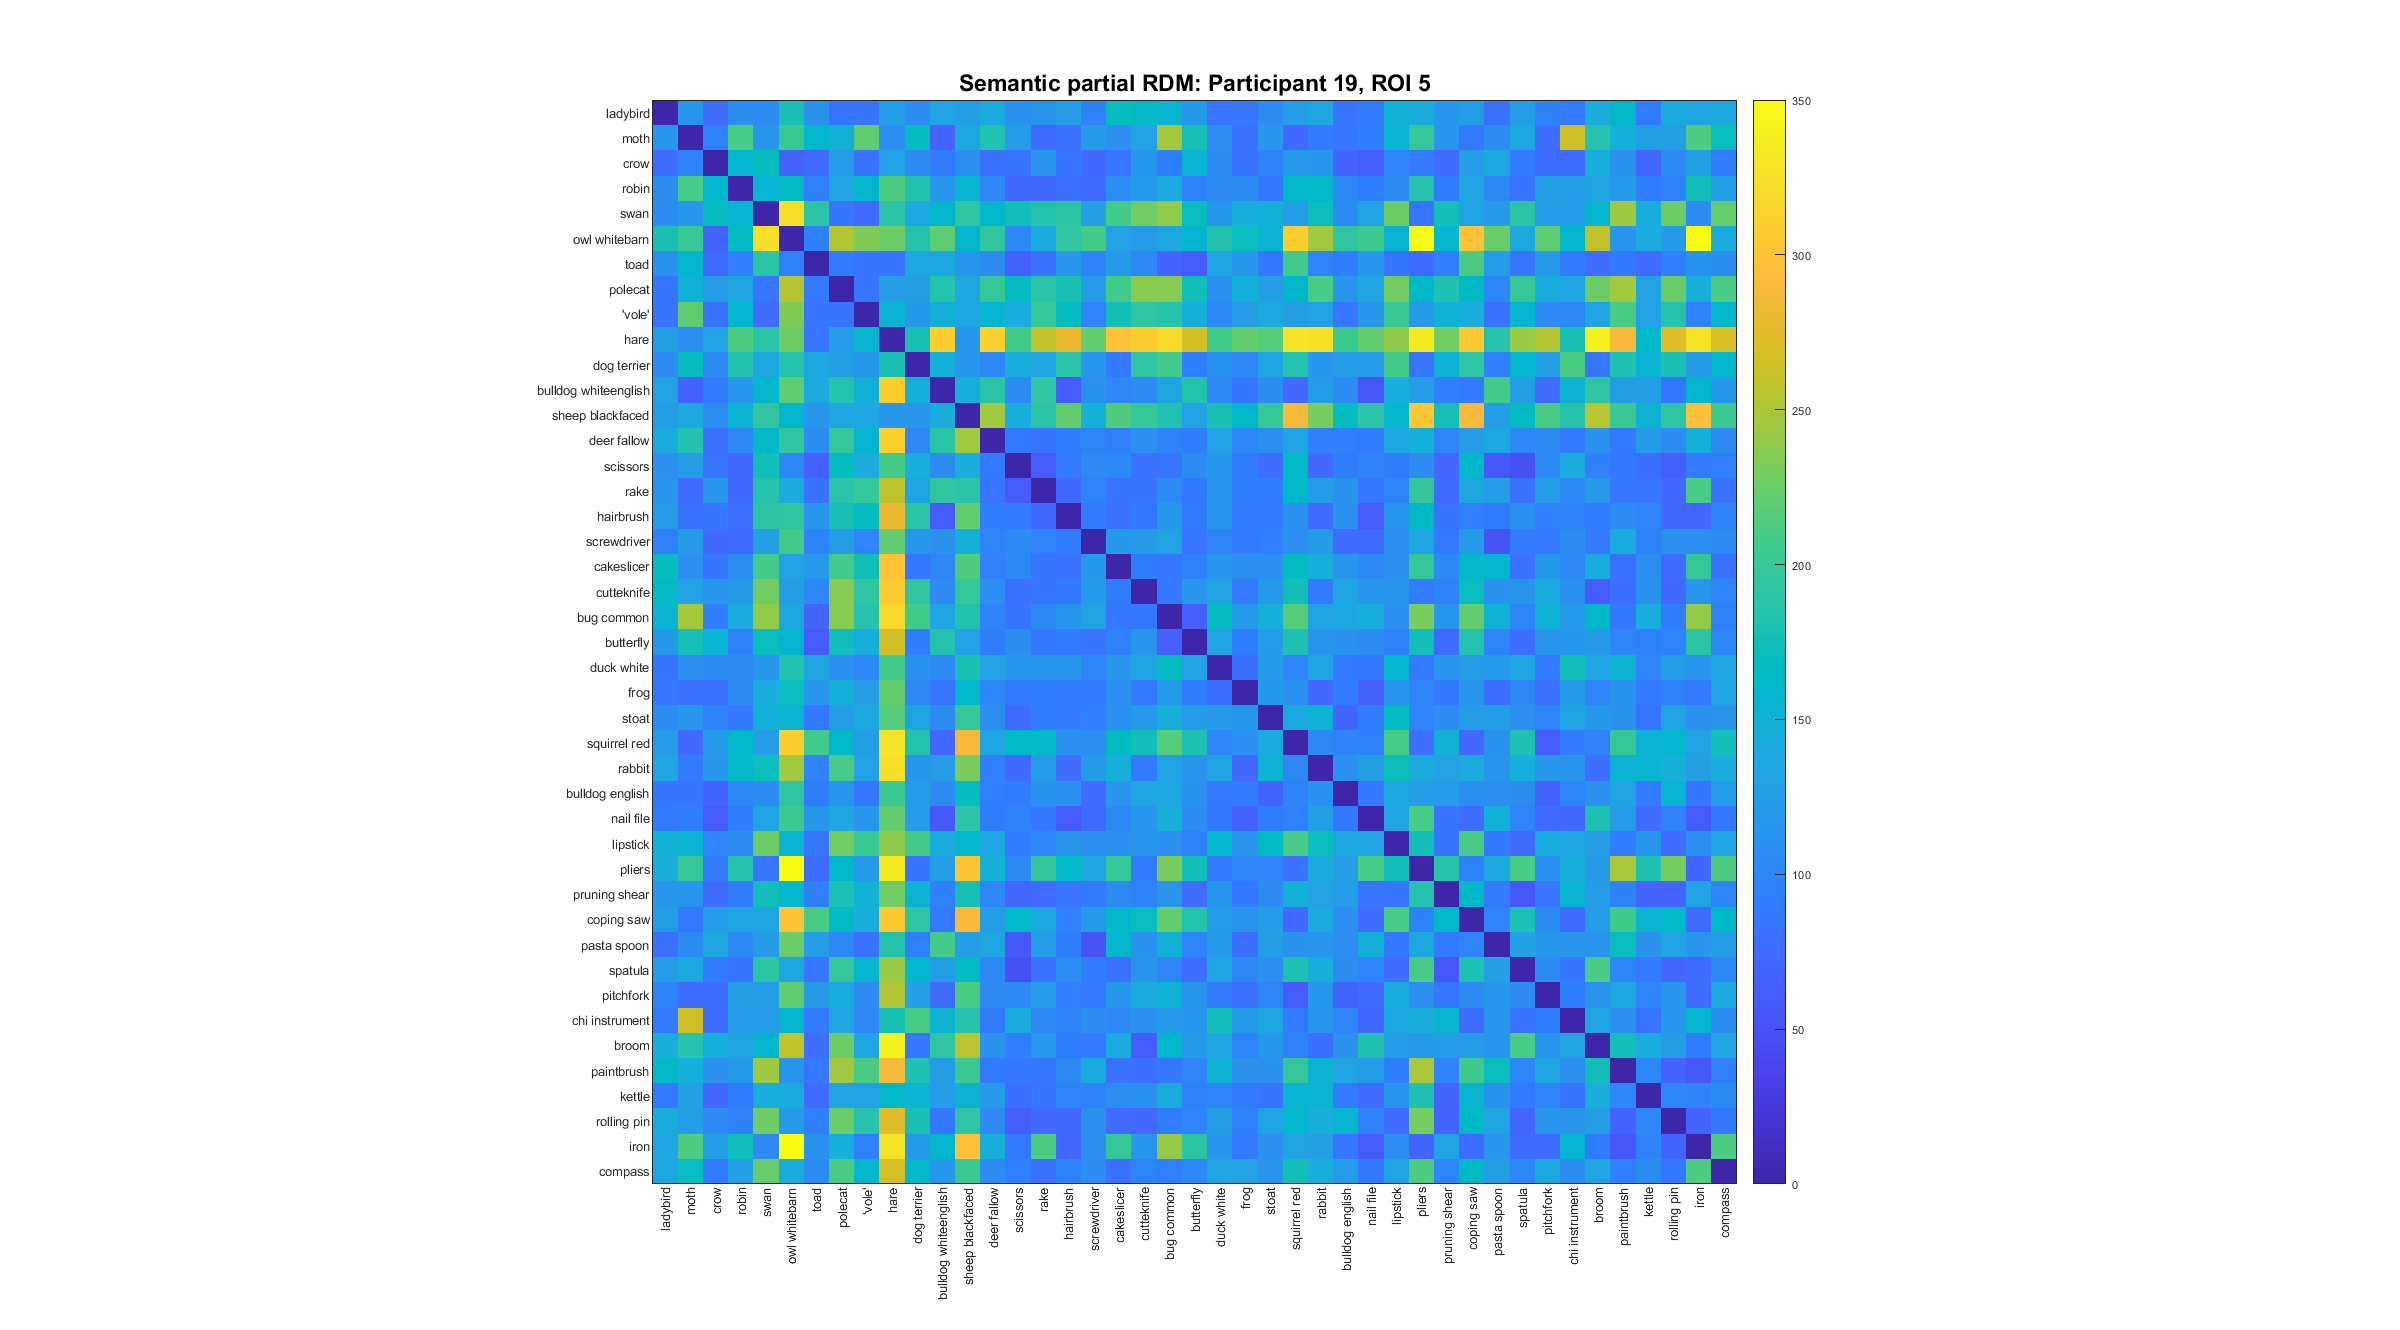 Semantic partial RDM: Participant 19, ROI 5
ladybird
moth
crow
robin
swan
owl whitebarn
toad
polecat
'vole'
hare
dog terrier
bulldog whiteenglish
sheep blackfaced
deer fallow
scissors
rake
hairbrush
screwdriver
cakeslicer
cutteknife
bug common
butterfly
duck white
frog
stoat
squirrel red
rabbit
bulldog english
nail file
lipstick
pliers
pruning shear
coping saw
pasta spoon
spatula
pitchfork
chi instrument
broom
paintbrush
kettle
rolling pin
iron
compass
ladybird
moth
crow
robin
swan
owl whitebarn
toad
polecat
'vole'
hare
dog terrier
bulldog whiteenglish
sheep blackfaced
deer fallow
scissors
rake
hairbrush
screwdriver
cakeslicer
cutteknife
bug common
butterfly
duck white
frog
stoat
squirrel red
rabbit
bulldog english
nail file
lipstick
pliers
pruning shear
coping saw
pasta spoon
spatula
pitchfork
chi instrument
broom
paintbrush
kettle
rolling pin
iron
compass
350
300
250
200
150
100
50
0